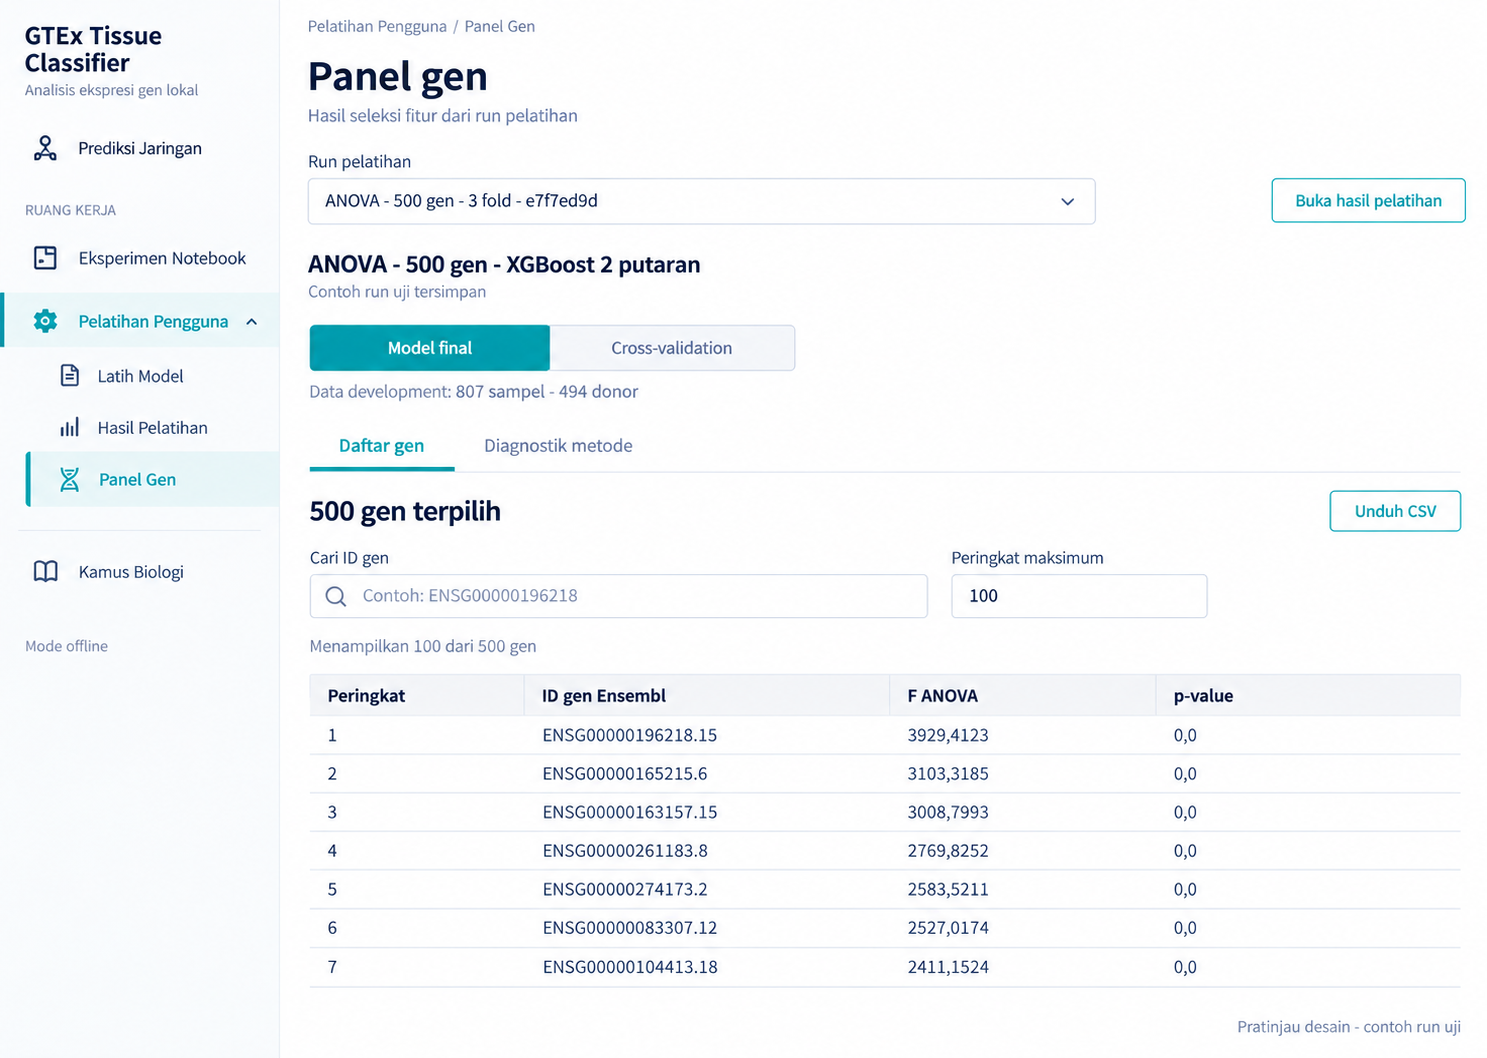 GTEx Tissue
Classifier
Analisis ekspresi gen lokal
Prediksi Jaringan
RUANG KERJA
Eksperimen Notebook
Pelatihan Pengguna
Latih Model
Hasil Pelatihan
Panel Gen
Kamus Biologi
Mode offline
Pelatihan Pengguna / Panel Gen
Panel gen
Hasil seleksi fitur dari run pelatihan
Run pelatihan
ANOVA - 500 gen - 3 fold - e7f7ed9d
Buka hasil pelatihan
ANOVA - 500 gen - XGBoost 2 putaran
Contoh run uji tersimpan
Model final Cross-validation
Data development: 807 sampel - 494 donor
Daftar gen Diagnostik metode
500 gen terpilih
Unduh CSV
Cari ID gen Peringkat maksimum
Contoh: ENSG00000196218 100
Menampilkan 100 dari 500 gen
Peringkat ID gen Ensembl F ANOVA p-value
1 ENSG00000196218.15 3929,4123 0,0
2 ENSG00000165215.6 3103,3185 0,0
3 ENSG00000163157.15 3008,7993 0,0
4 ENSG00000261183.8 2769,8252 0,0
5 ENSG00000274173.2 2583,5211 0,0
6 ENSG00000083307.12 2527,0174 0,0
7 ENSG00000104413.18 2411,1524 0,0
Pratinjau desain - contoh run uji